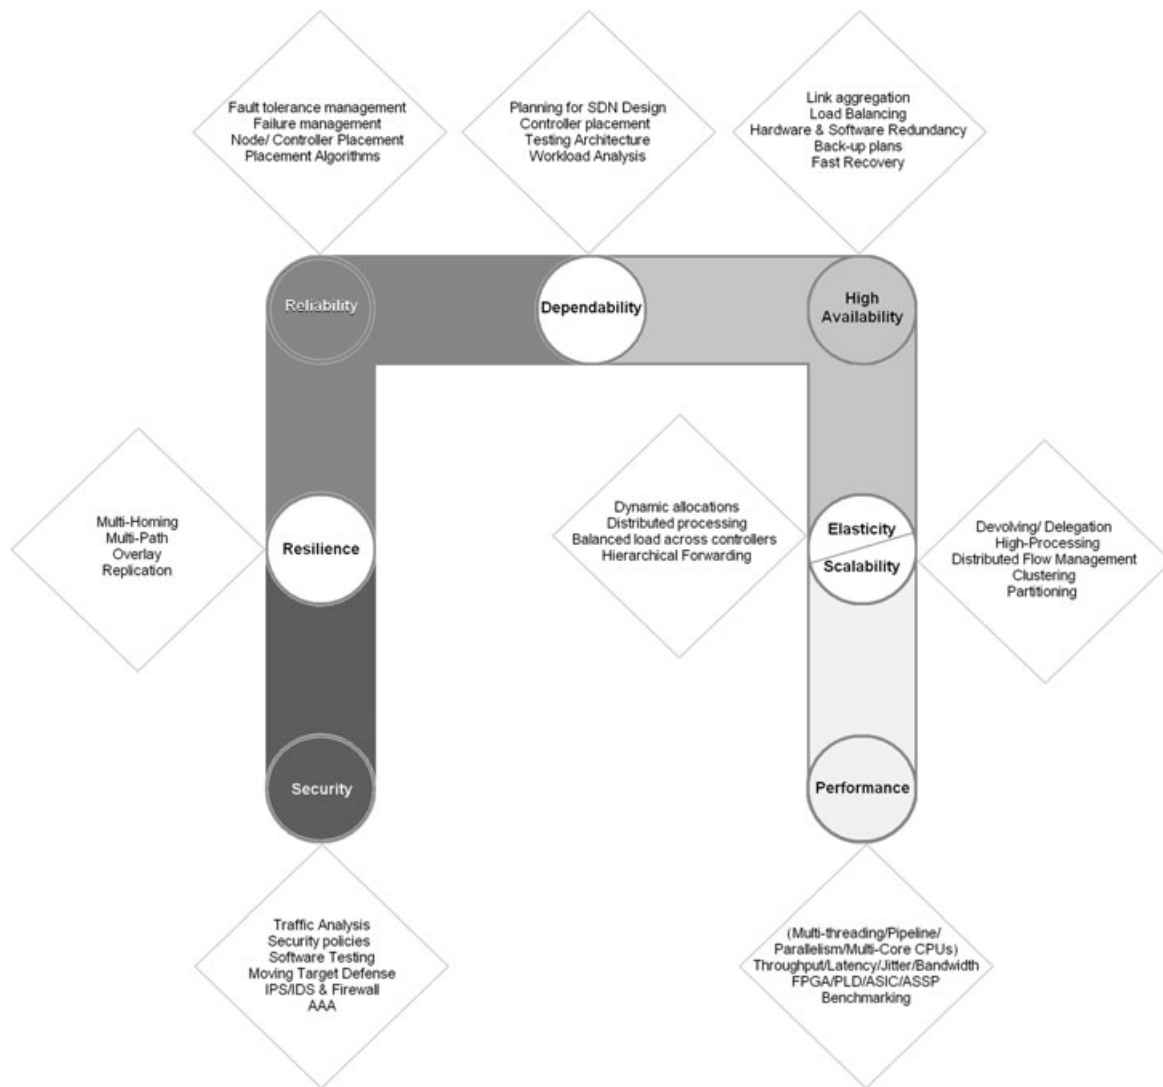 Fault tolerance management
Failure management
Node/ Controller Placement
Placement Algorithms
Planning for SDN Design
Controller placement
Testing Architecture
Workload Analysis
Link aggregation
Load Balancing
Hardware & Software Redundancy
Back-up plans
Fast Recovery
Reliability
Dependability
High
Availability
Multi-Homing
Multi-Path
Overlay
Replication
Resilience
Dynamic allocations
Distributed processing
Balanced load across controllers
Hierarchical Forwarding
Elasticity
Scalability
Devolving/ Delegation
High-Processing
Distributed Flow Management
Clustering
Partitioning
Security
Performance
Traffic Analysis
Security policies
Software Testing
Moving Target Defense
IPS/IDS & Firewall
AAA
(Multi-threading/Pipeline/
Parallelism/Multi-Core CPUs)
Throughput/Latency/Jitter/Bandwidth
FPGA/PLD/ASIC/ASSP
Benchmarking